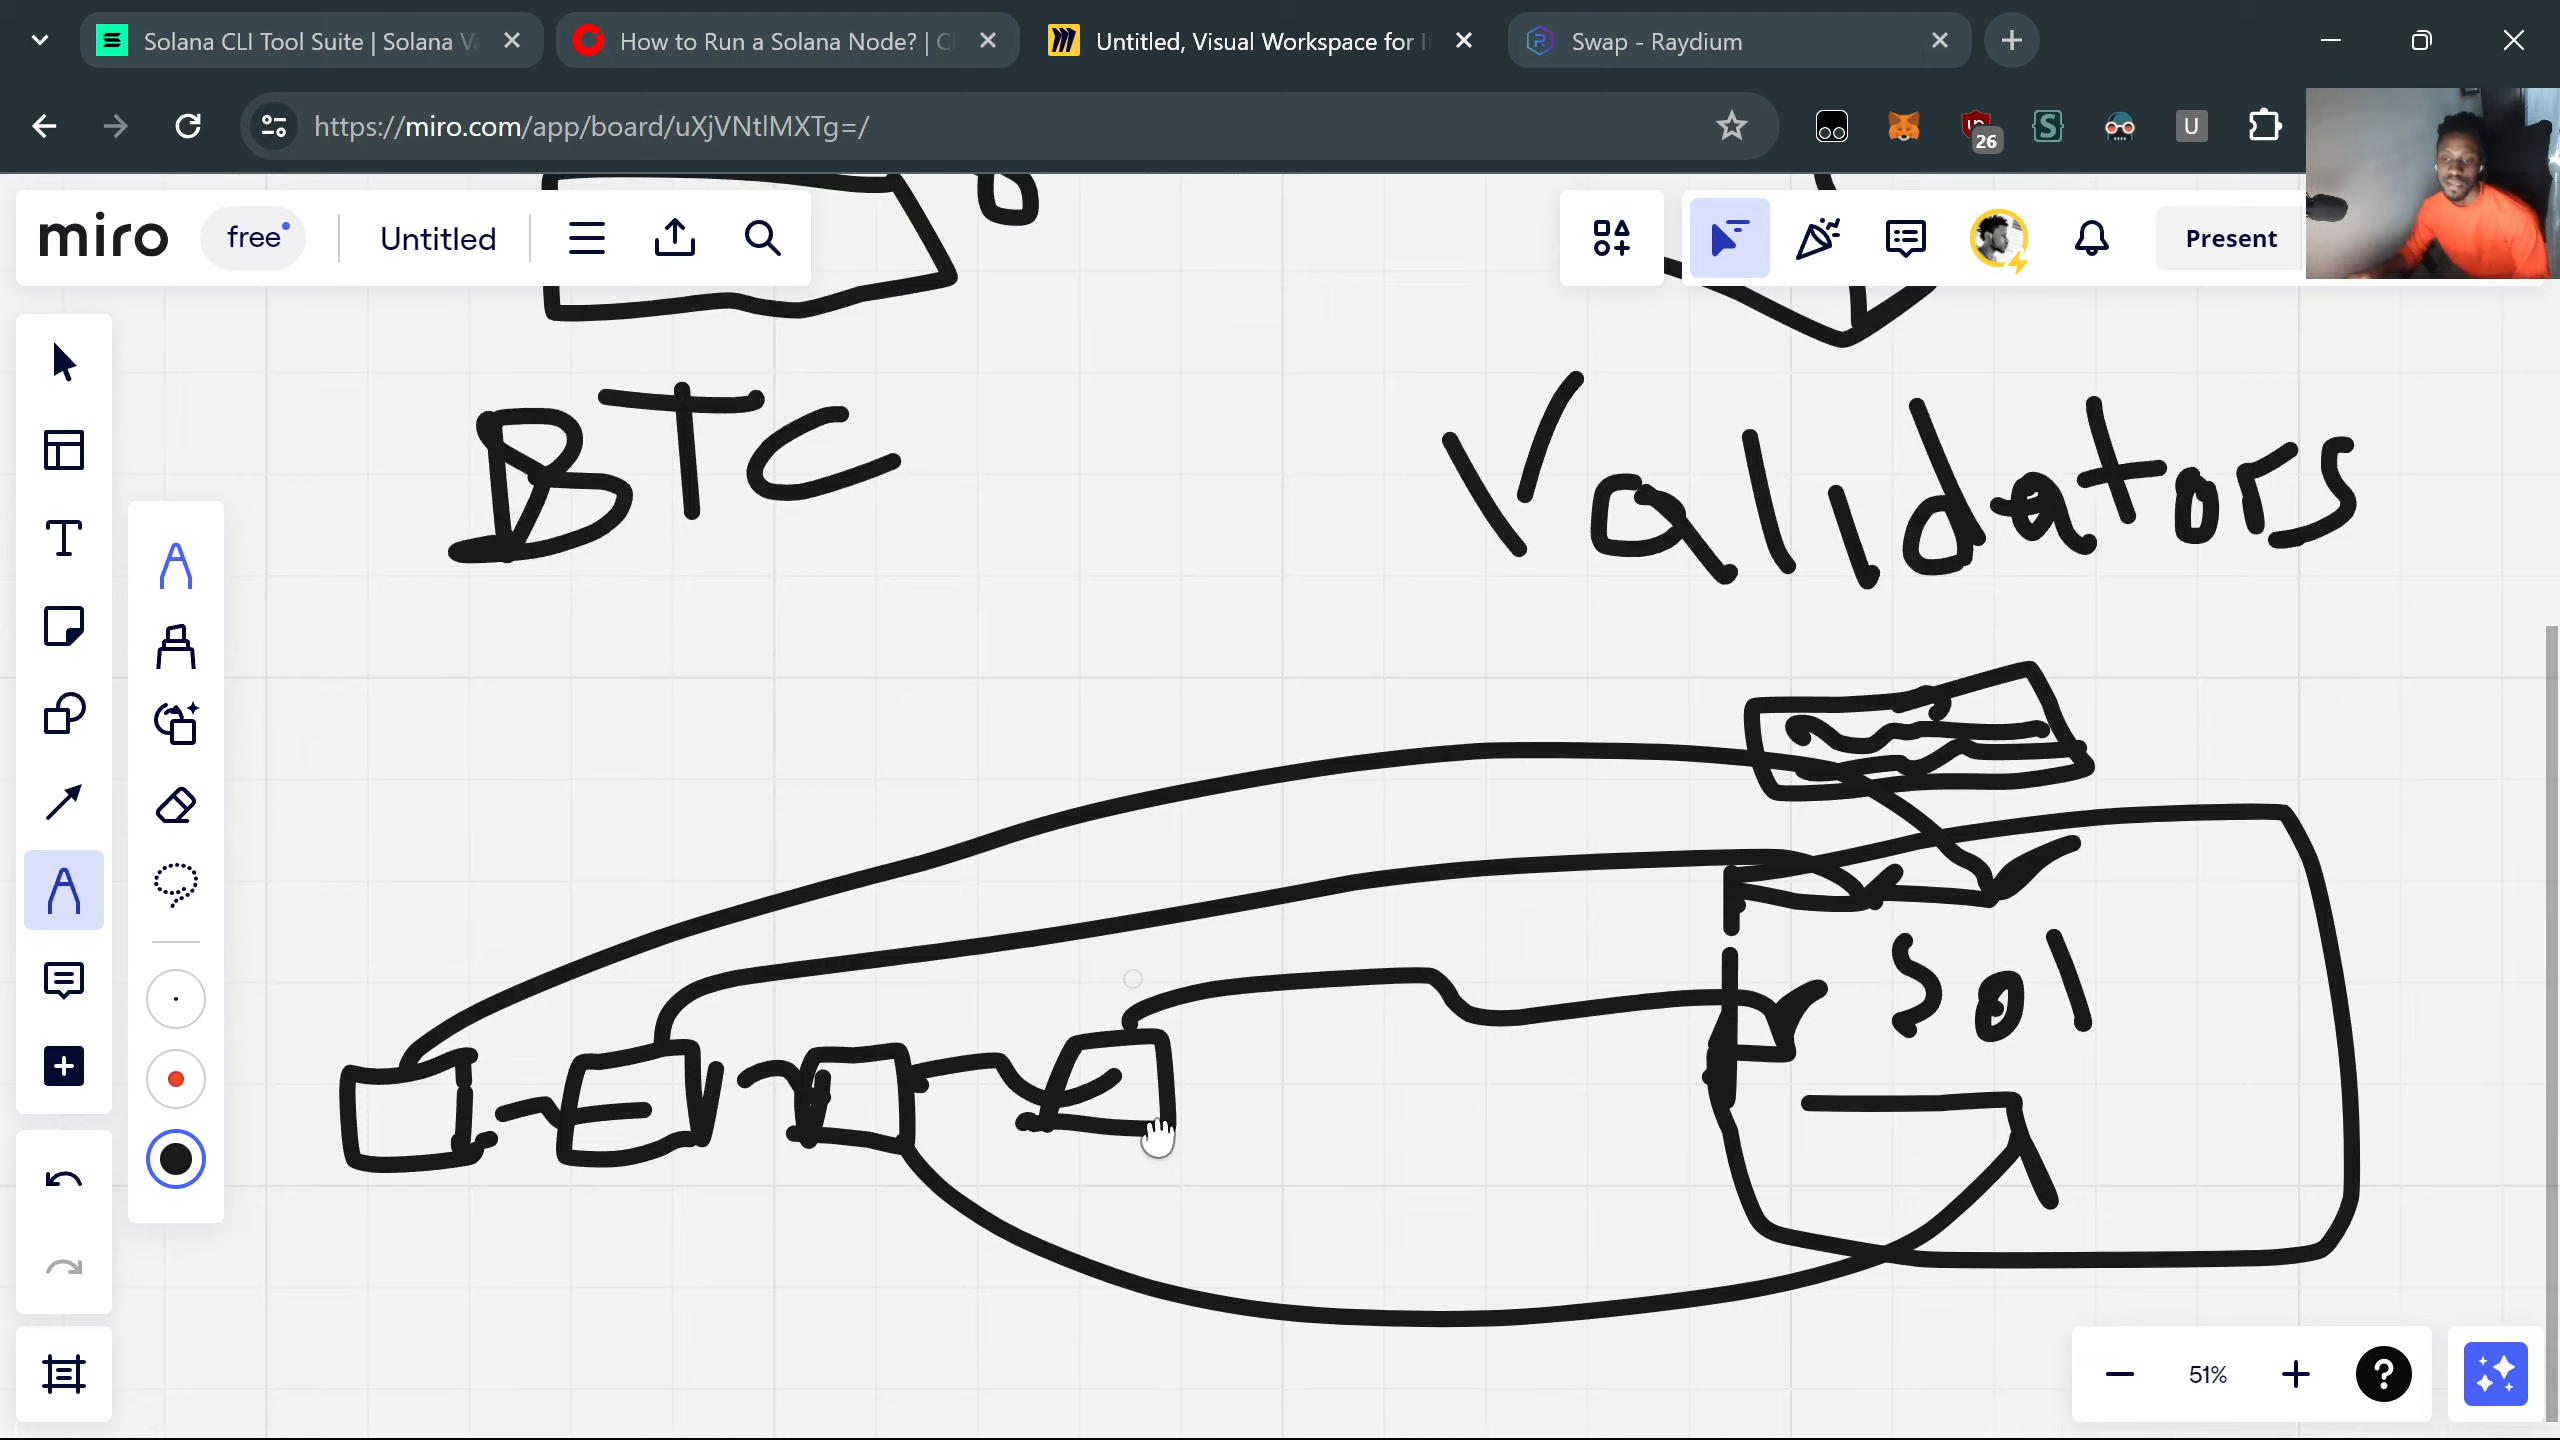 Solana CLI Tool Suite | Solana Va
How to Run a Solana Node? | C
Untitled, Visual Workspace for I
Swap - Raydium
https://miro.com/app/board/uXjVNtlMXTg=/
26
U
miro
free
Untitled
Present
BTC
Validators
Sol
51%